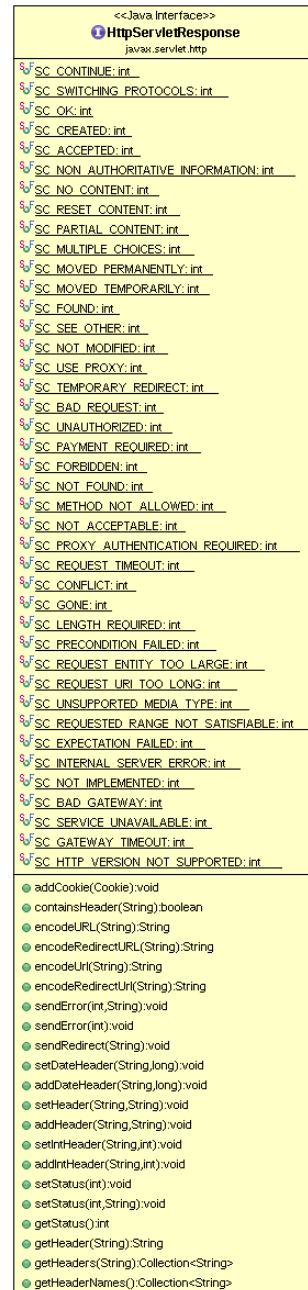 <<Java Interface>>
HttpServletResponse
javax.servlet.http
SC_CONTINUE: int
SC_SWITCHING_PROTOCOLS: int
SC_OK: int
SC_CREATED: int
SC_ACCEPTED: int
SC_NON_AUTHORITATIVE_INFORMATION: int
SC_NO_CONTENT: int
SC_RESET_CONTENT: int
SC_PARTIAL_CONTENT: int
SC_MULTIPLE_CHOICES: int
SC_MOVED_PERMANENTLY: int
SC_MOVED_TEMPORARILY: int
SC_FOUND: int
SC_SEE_OTHER: int
SC_NOT_MODIFIED: int
SC_USE_PROXY: int
SC_TEMPORARY_REDIRECT: int
SC_BAD_REQUEST: int
SC_UNAUTHORIZED: int
SC_PAYMENT_REQUIRED: int
SC_FORBIDDEN: int
SC_NOT_FOUND: int
SC_METHOD_NOT_ALLOWED: int
SC_NOT_ACCEPTABLE: int
SC_PROXY_AUTHENTICATION_REQUIRED: int
SC_REQUEST_TIMEOUT: int
SC_CONFLICT: int
SC_GONE: int
SC_LENGTH_REQUIRED: int
SC_PRECONDITION_FAILED: int
SC_REQUEST_ENTITY_TOO_LARGE: int
SC_REQUEST_URI_TOO_LONG: int
SC_UNSUPPORTED_MEDIA_TYPE: int
SC_REQUESTED_RANGE_NOT_SATISFIABLE: int
SC_EXPECTATION_FAILED: int
SC_INTERNAL_SERVER_ERROR: int
SC_NOT_IMPLEMENTED: int
SC_BAD_GATEWAY: int
SC_SERVICE_UNAVAILABLE: int
SC_GATEWAY_TIMEOUT: int
SC_HTTP_VERSION_NOT_SUPPORTED: int
addCookie(Cookie):void
containsHeader(String):boolean
encodeURL(String):String
encodeRedirectURL(String):String
encodeUrl(String):String
encodeRedirectUrl(String):String
sendError(int,String):void
sendError(int):void
sendRedirect(String):void
setDateHeader(String,long):void
addDateHeader(String,long):void
setHeader(String,String):void
addHeader(String,String):void
setIntHeader(String,int):void
addIntHeader(String,int):void
setStatus(int):void
setStatus(int,String):void
getStatus():int
getHeader(String):String
getHeaders(String):Collection<String>
getHeaderNames():Collection<String>